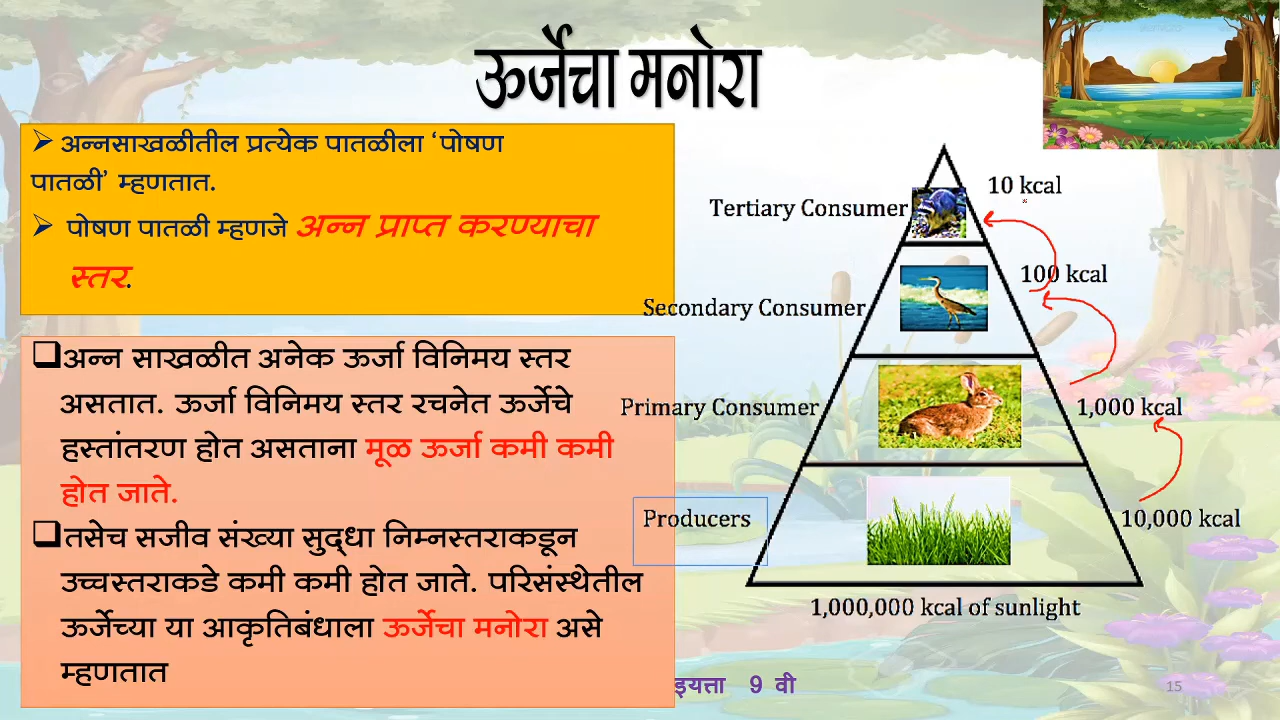 ऊर्जेचा मनोरा
➢ अन्नसाखळीतील प्रत्येक पातळीला ‘पोषण
पातळी’ म्हणतात.
➢ पोषण पातळी म्हणजे अन्न प्राप्त करण्याचा
स्तर.
❑अन्न साखळीत अनेक ऊर्जा विनिमय स्तर
असतात. ऊर्जा विनिमय स्तर रचनेत ऊर्जेचे
हस्तांतरण होत असताना मूळ ऊर्जा कमी कमी
होत जाते.
❑तसेच सजीव संख्या सुद्धा निम्नस्तराकडून
उच्चस्तराकडे कमी कमी होत जाते. परिसंस्थेतील
ऊर्जेच्या या आकृतिबंधाला ऊर्जेचा मनोरा असे
म्हणतात
10 kcal
Tertiary Consumer
100 kcal
Secondary Consumer
Primary Consumer
1,000 kcal
Producers
10,000 kcal
1,000,000 kcal of sunlight
इयत्ता 9 वी
15